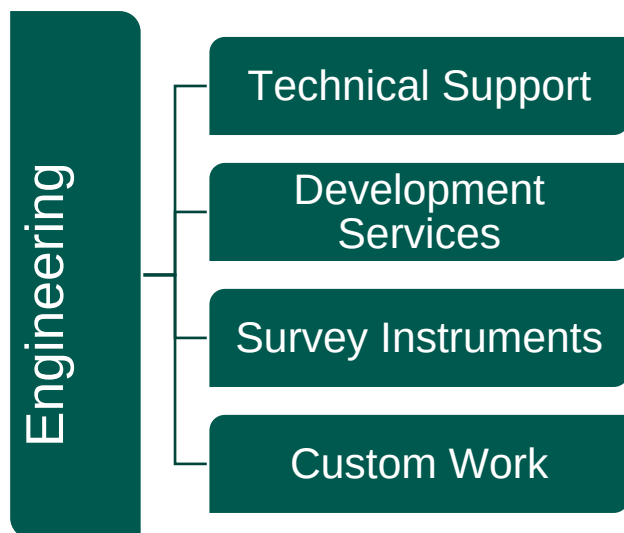 Engineering
Technical Support
Development
Services
Survey Instruments
Custom Work